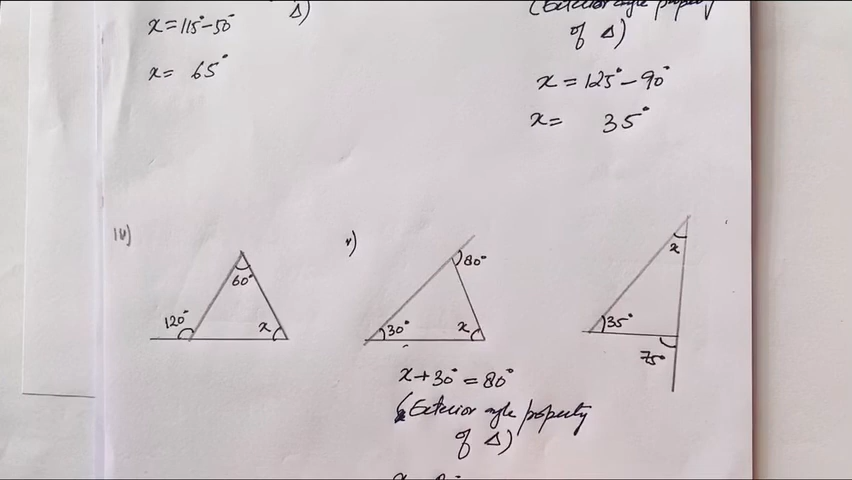 Δ)
x = 115° - 50°
x = 65°
(Exterior angle property
of Δ)
x = 125° - 90°
x = 35°
iv)
60°
120°
x
v)
80°
30°
x
x
35°
75°
x + 30° = 80°
(Exterior angle property
of Δ)